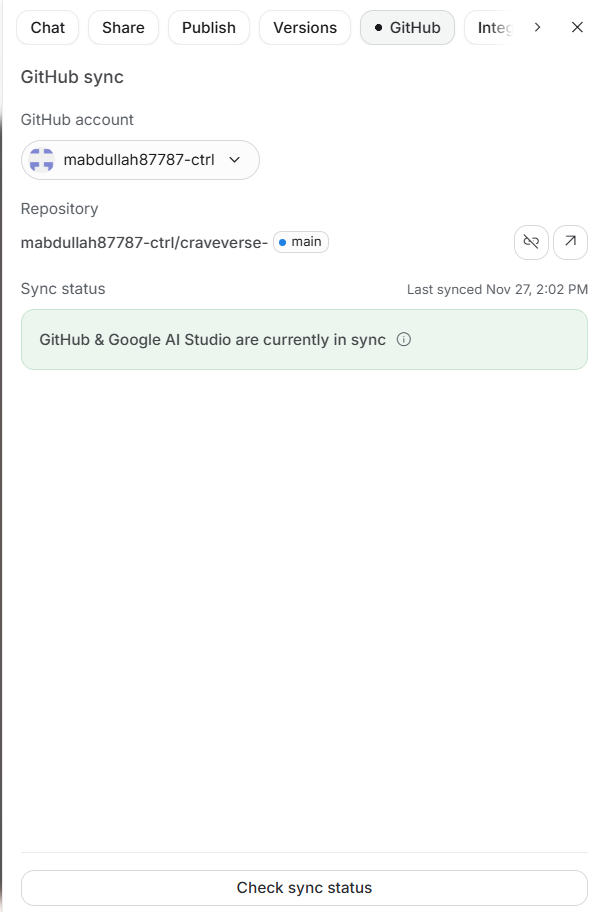 Chat Share Publish Versions GitHub
GitHub sync
GitHub account
mabdullah87787-ctrl
Repository
mabdullah87787-ctrl/craveverse- main
Sync status Last synced Nov 27, 2:02 PM
GitHub & Google AI Studio are currently in sync
Check sync status